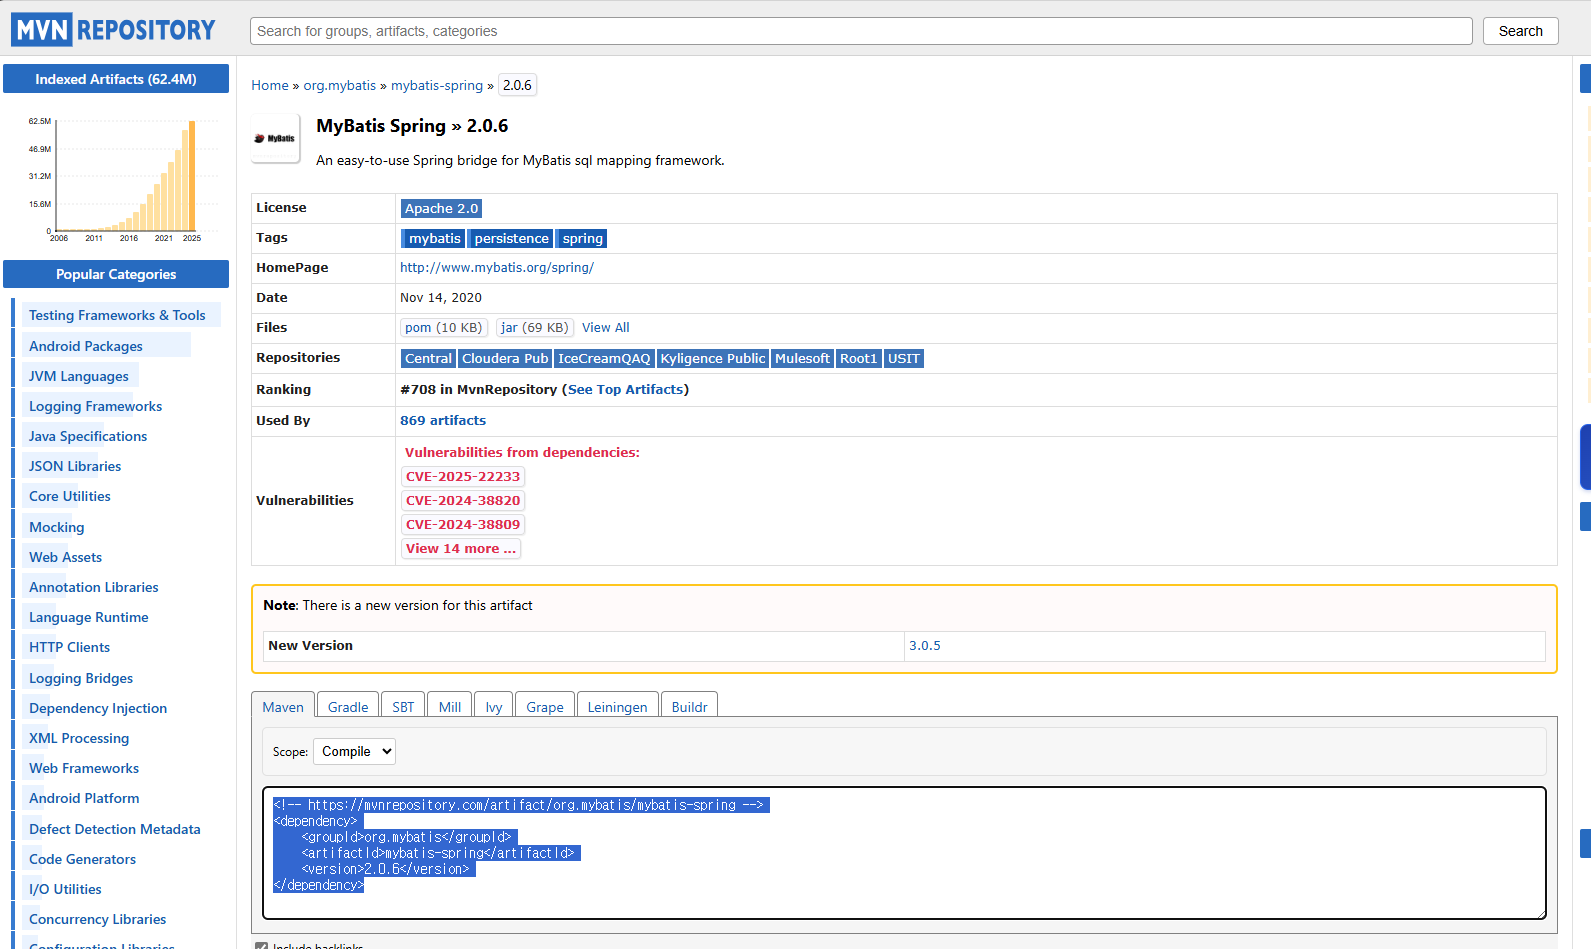 MVN REPOSITORY
Search for groups, artifacts, categories
Search
Indexed Artifacts (62.4M)
62.5M
46.9M
31.2M
15.6M
0
2006 2011 2016 2021 2025
Popular Categories
Testing Frameworks & Tools
Android Packages
JVM Languages
Logging Frameworks
Java Specifications
JSON Libraries
Core Utilities
Mocking
Web Assets
Annotation Libraries
Language Runtime
HTTP Clients
Logging Bridges
Dependency Injection
XML Processing
Web Frameworks
Android Platform
Defect Detection Metadata
Code Generators
I/O Utilities
Concurrency Libraries
Configuration Libraries
Home » org.mybatis » mybatis-spring » 2.0.6
MyBatis
MyBatis Spring » 2.0.6
An easy-to-use Spring bridge for MyBatis sql mapping framework.
License Apache 2.0
Tags mybatis persistence spring
HomePage http://www.mybatis.org/spring/
Date Nov 14, 2020
Files pom (10 KB) jar (69 KB) View All
Repositories Central Cloudera Pub IceCreamQAQ Kyligence Public Mulesoft Root1 USIT
Ranking #708 in MvnRepository (See Top Artifacts)
Used By 869 artifacts
Vulnerabilities
Vulnerabilities from dependencies:
CVE-2025-22233
CVE-2024-38820
CVE-2024-38809
View 14 more ...
Note: There is a new version for this artifact
New Version 3.0.5
Maven Gradle SBT Mill Ivy Grape Leiningen Buildr
Scope: Compile
<!-- https://mvnrepository.com/artifact/org.mybatis/mybatis-spring -->
<dependency>
    <groupId>org.mybatis</groupId>
    <artifactId>mybatis-spring</artifactId>
    <version>2.0.6</version>
</dependency>
Include backlinks